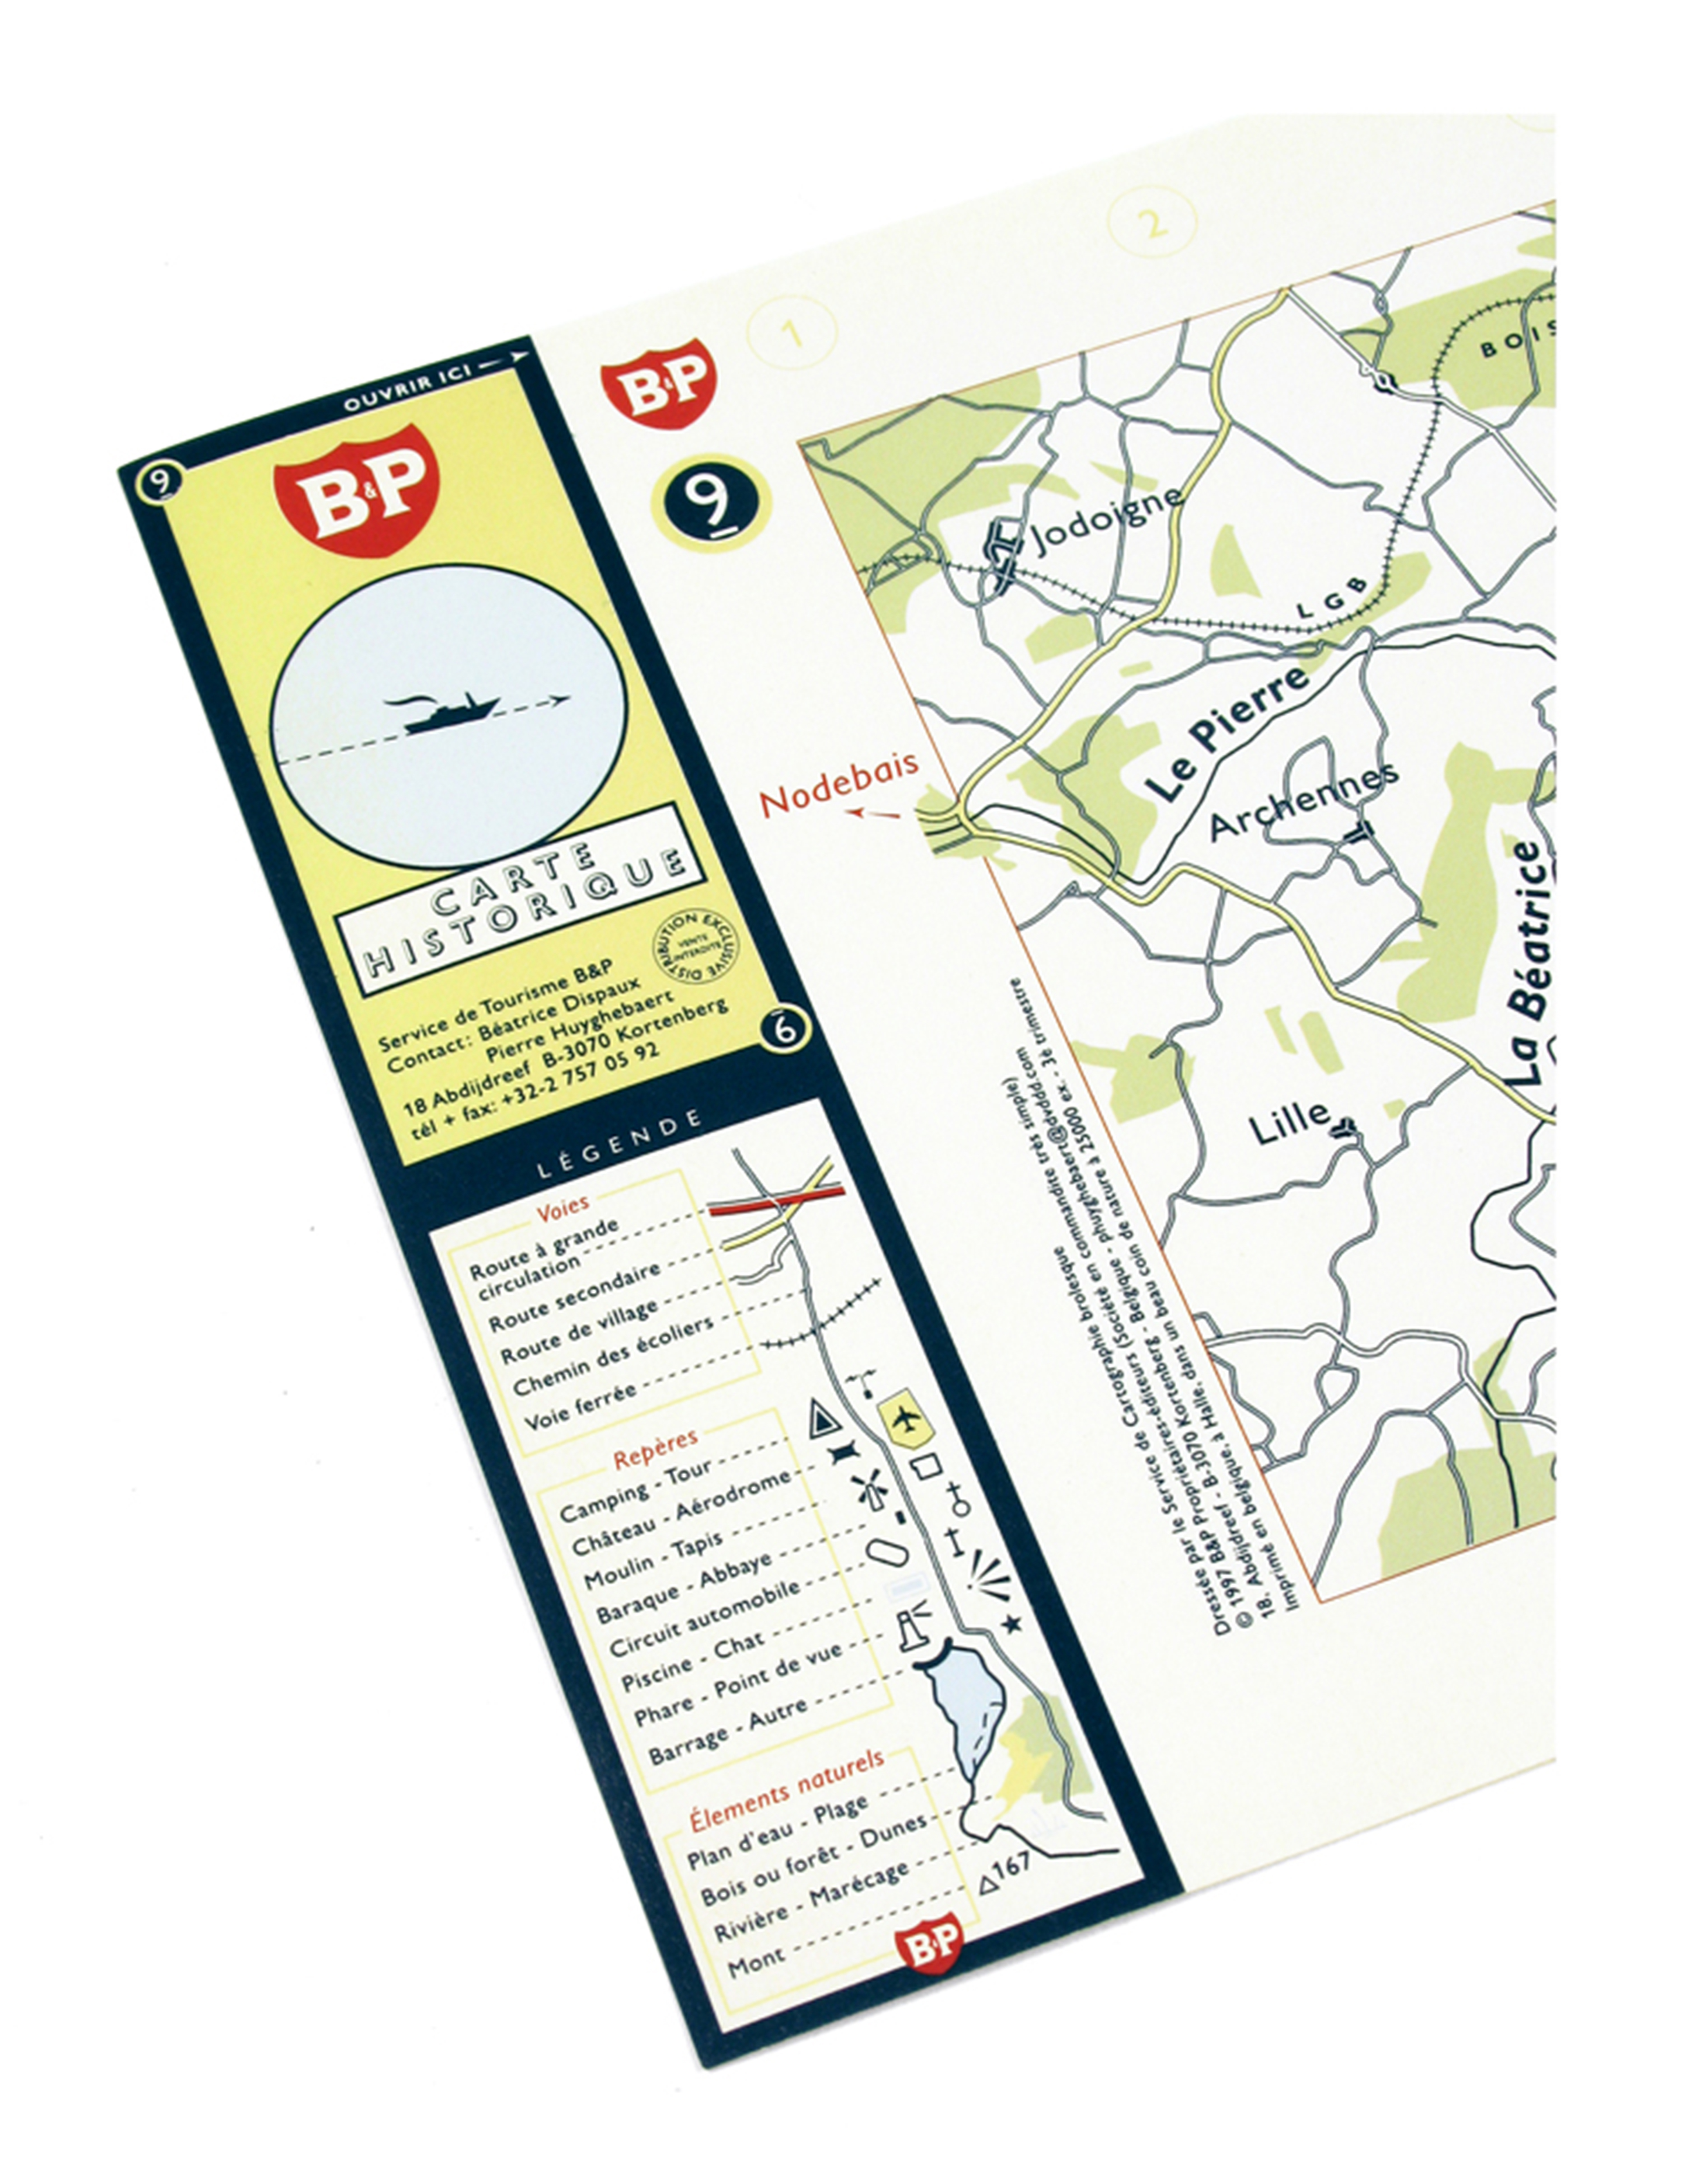 OUVRIR ICI
9
B&P
CARTE
HISTORIQUE
DISTRIBUTION EXCLUSIVE
VENTE
INTERDITE
Service de Tourisme B&P
Contact: Béatrice Dispaux
Pierre Huyghebaert
18 Abdijdreef B-3070 Kortenberg
tél + fax: +32-2 757 05 92
6
LÉGENDE
Voies
Route à grande
circulation
Route secondaire
Route de village
Chemin des écoliers
Voie ferrée
Repères
Camping - Tour
Château - Aérodrome
Moulin - Tapis
Baraque - Abbaye
Circuit automobile
Piscine - Chat
Phare - Point de vue
Barrage - Autre
Élements naturels
Plan d'eau - Plage
Bois ou forêt - Dunes
Rivière - Marécage
Mont
167
B&P
B&P
9
1
2
BOIS
Jodoigne
LGB
Le Pierre
Nodebais
Archennes
La Béatrice
Lille
Dressée par le Service de Cartographie brolesque
© 1997 B&P Propriétaires-éditeurs (Société en commandite très simple)
18, Abdijdreef - B-3070 Kortenberg - Belgique - phuyghebaert@dvdddd.com
Imprimé en belgique, à Halle, dans un beau coin de nature à 25000 ex. - 3è trimestre